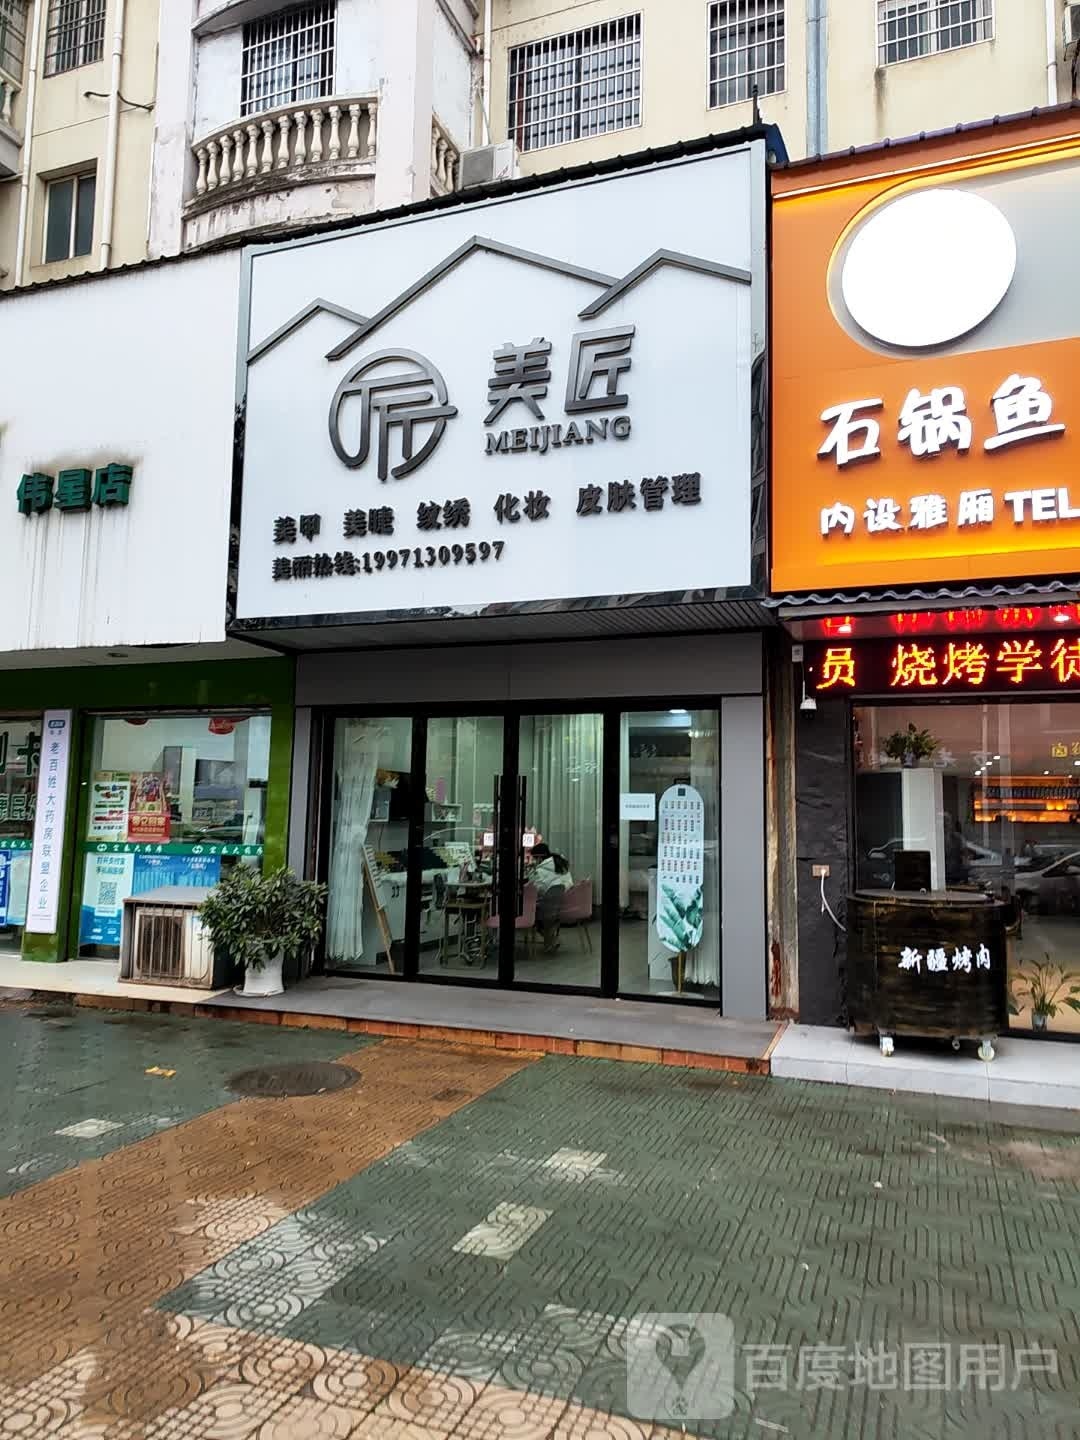 美匠
MEIJIANG
美甲 美睫 纹绣 化妆 皮肤管理
美丽热线:19971309597
伟星店
石锅鱼
内设雅厢 TEL
员 烧烤学徒
老百姓大药房联盟企业
新疆烤肉
百度地图用户